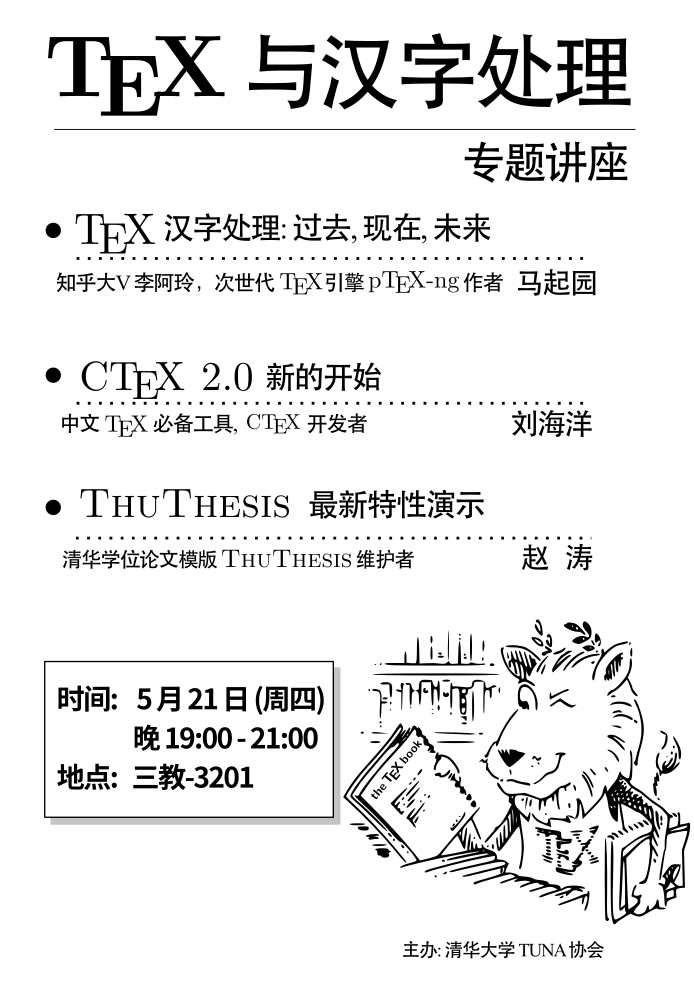 TEX 与汉字处理
专题讲座
● TEX 汉字处理: 过去, 现在, 未来
知乎大V 李阿玲，次世代 TEX引擎 pTEX-ng 作者 马起园
● CTEX 2.0 新的开始
中文 TEX 必备工具, CTEX 开发者 刘海洋
● THUTHESIS 最新特性演示
清华学位论文模版 THUTHESIS 维护者 赵 涛
时间: 5月21日 (周四)
晚 19:00 - 21:00
地点: 三教-3201
the TEX book
TEX
主办: 清华大学 TUNA 协会